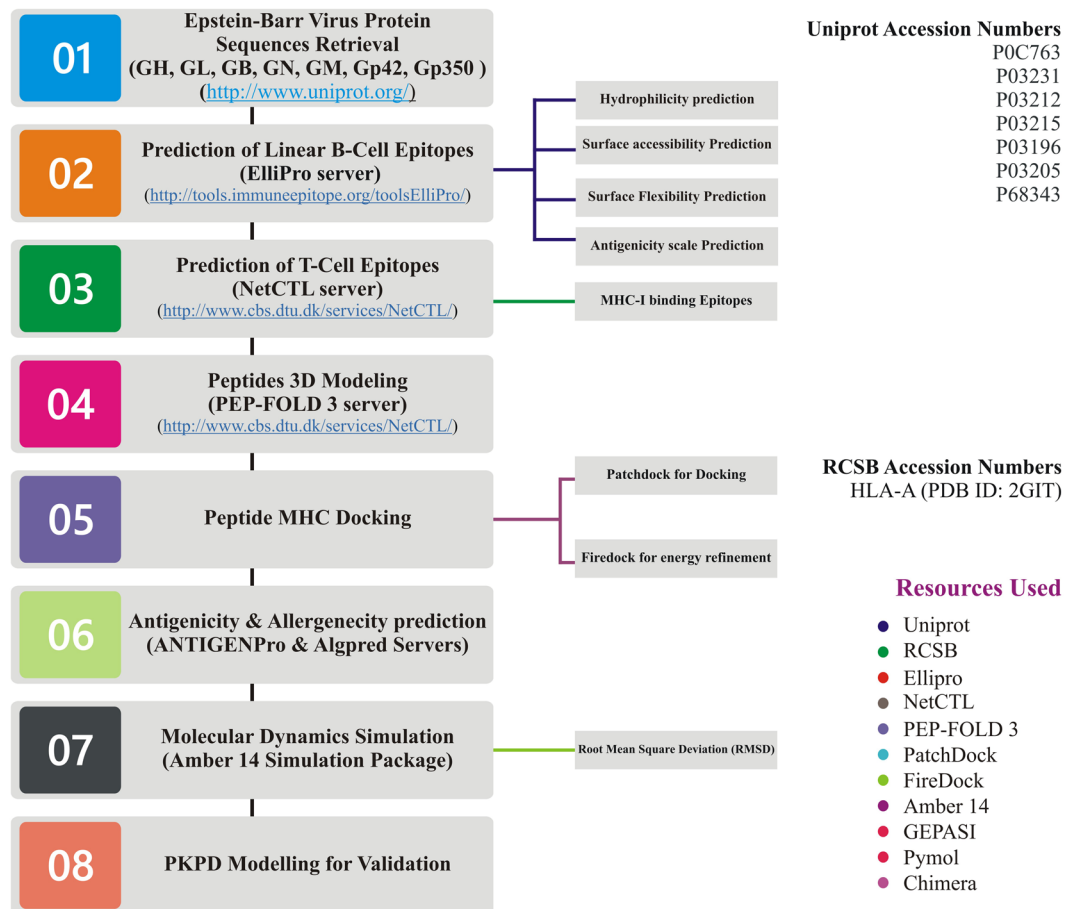 01
Epstein-Barr Virus Protein
Sequences Retrieval
(GH, GL, GB, GN, GM, Gp42, Gp350 )
(http://www.uniprot.org/)
02
Prediction of Linear B-Cell Epitopes
(ElliPro server)
(http://tools.immuneepitope.org/toolsElliPro/)
Hydrophilicity prediction
Surface accessibility Prediction
Surface Flexibility Prediction
Antigenicity scale Prediction
03
Prediction of T-Cell Epitopes
(NetCTL server)
(http://www.cbs.dtu.dk/services/NetCTL/)
MHC-I binding Epitopes
04
Peptides 3D Modeling
(PEP-FOLD 3 server)
(http://www.cbs.dtu.dk/services/NetCTL/)
05
Peptide MHC Docking
Patchdock for Docking
Firedock for energy refinement
06
Antigenicity & Allergenecity prediction
(ANTIGENPro & Algpred Servers)
07
Molecular Dynamics Simulation
(Amber 14 Simulation Package)
Root Mean Square Deviation (RMSD)
08
PKPD Modelling for Validation
Uniprot Accession Numbers
P0C763
P03231
P03212
P03215
P03196
P03205
P68343
RCSB Accession Numbers
HLA-A (PDB ID: 2GIT)
Resources Used
Uniprot
RCSB
Ellipro
NetCTL
PEP-FOLD 3
PatchDock
FireDock
Amber 14
GEPASI
Pymol
Chimera